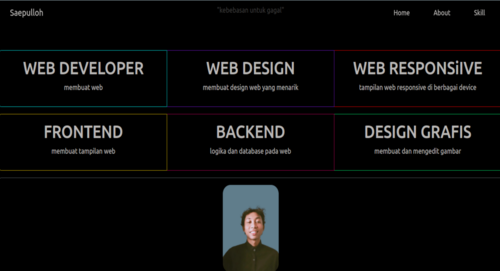 Saepulloh
"kebebasan untuk gagal"
Home
About
Skill
WEB DEVELOPER
membuat web
WEB DESIGN
membuat design web yang menarik
WEB RESPONSiIVE
tampilan web responsive di berbagai device
FRONTEND
membuat tampilan web
BACKEND
logika dan database pada web
DESIGN GRAFIS
membuat dan mengedit gambar